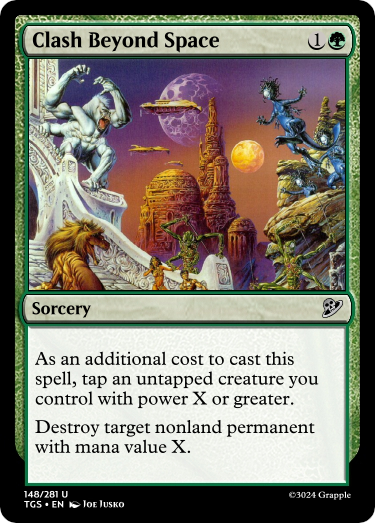 Clash Beyond Space 1
Sorcery
As an additional cost to cast this
spell, tap an untapped creature you
control with power X or greater.
Destroy target nonland permanent
with mana value X.
148/281 U
©3024 Grapple
TGS • EN Joe Jusko